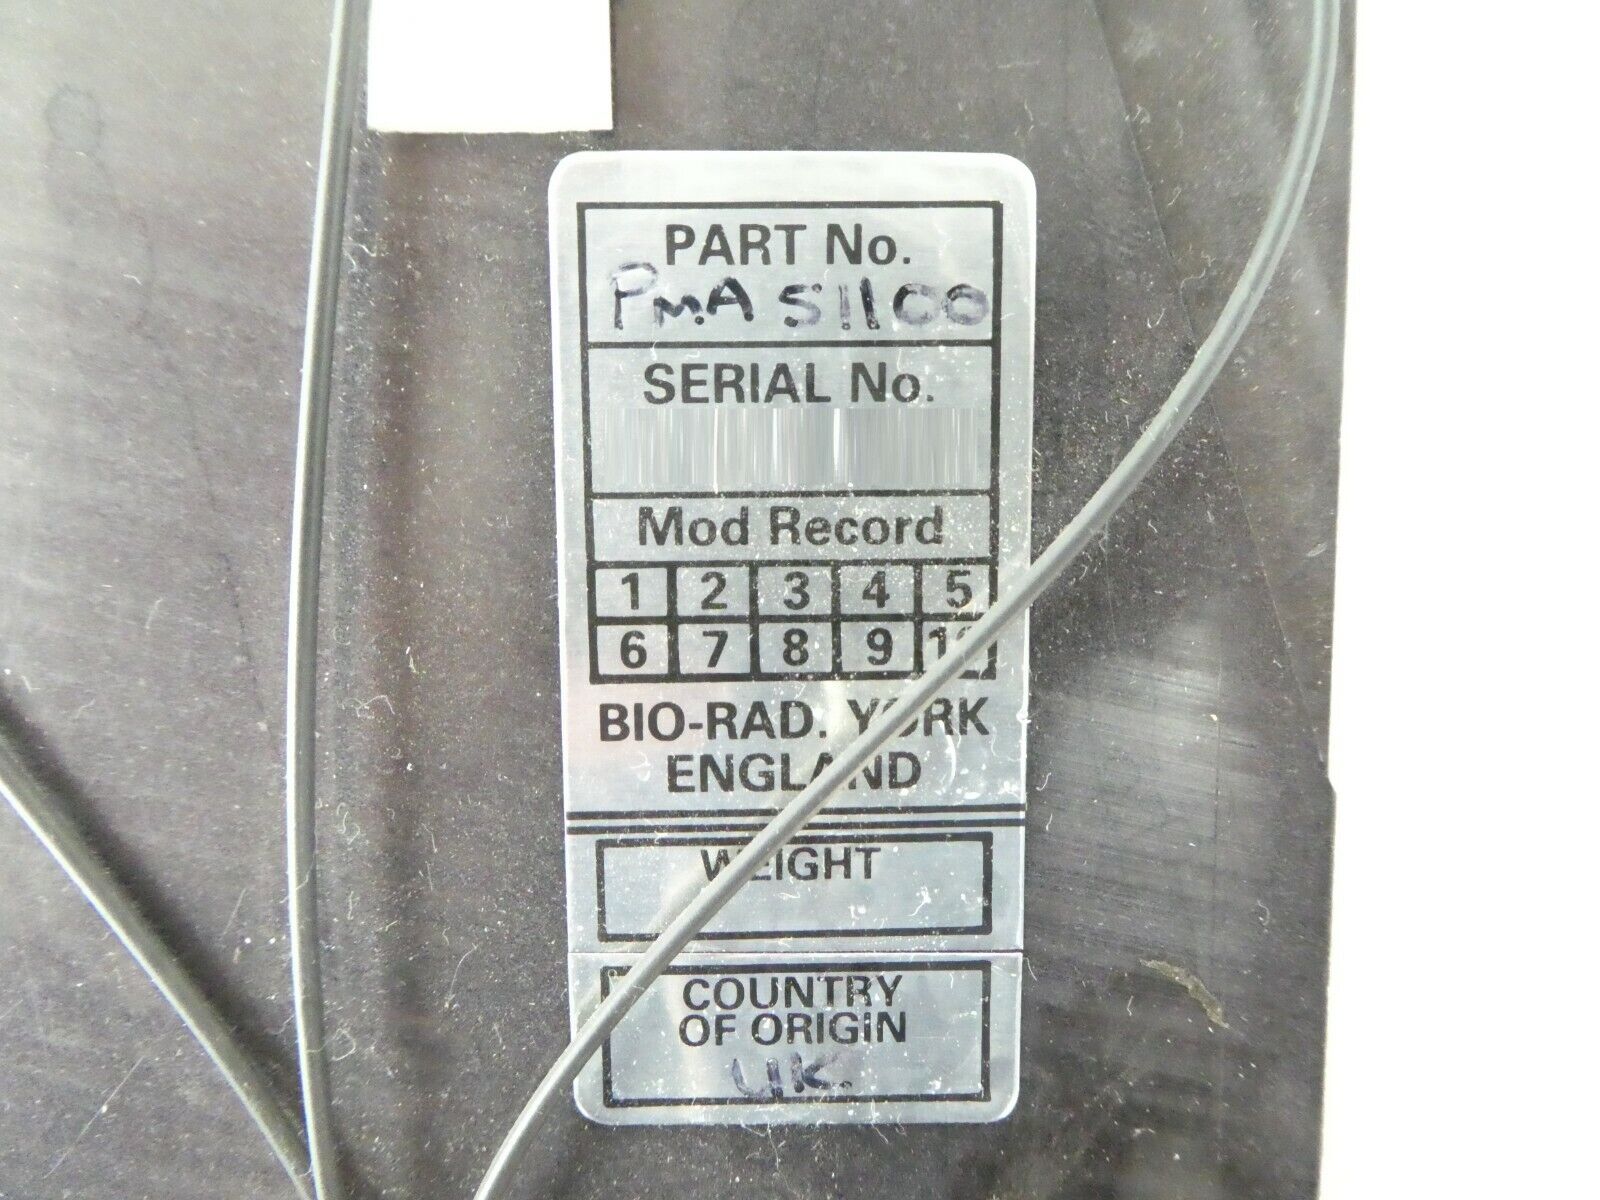 PART No.
PMA S1100
SERIAL No.
Mod Record
1 2 3 4 5
6 7 8 9 10
BIO-RAD. YORK
ENGLAND
WEIGHT
COUNTRY
OF ORIGIN
UK.